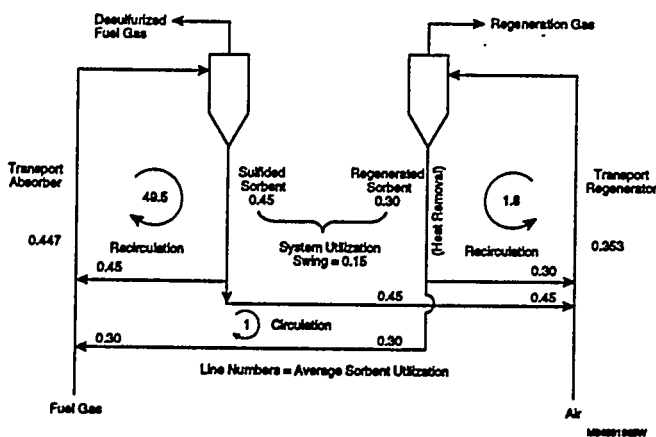 Desulfurized
Fuel Gas
Regeneration Gas
Transport
Absorber
0.447
49.5
Recirculation
0.45
Sulfided
Sorbent
0.45
Regenerated
Sorbent
0.30
System Utilization
Swing = 0.15
(Heat Removal)
1.8
Recirculation
Transport
Regenerator
0.353
0.30
0.45
0.45
1
Circulation
0.30
0.30
Line Numbers = Average Sorbent Utilization
Fuel Gas
Air